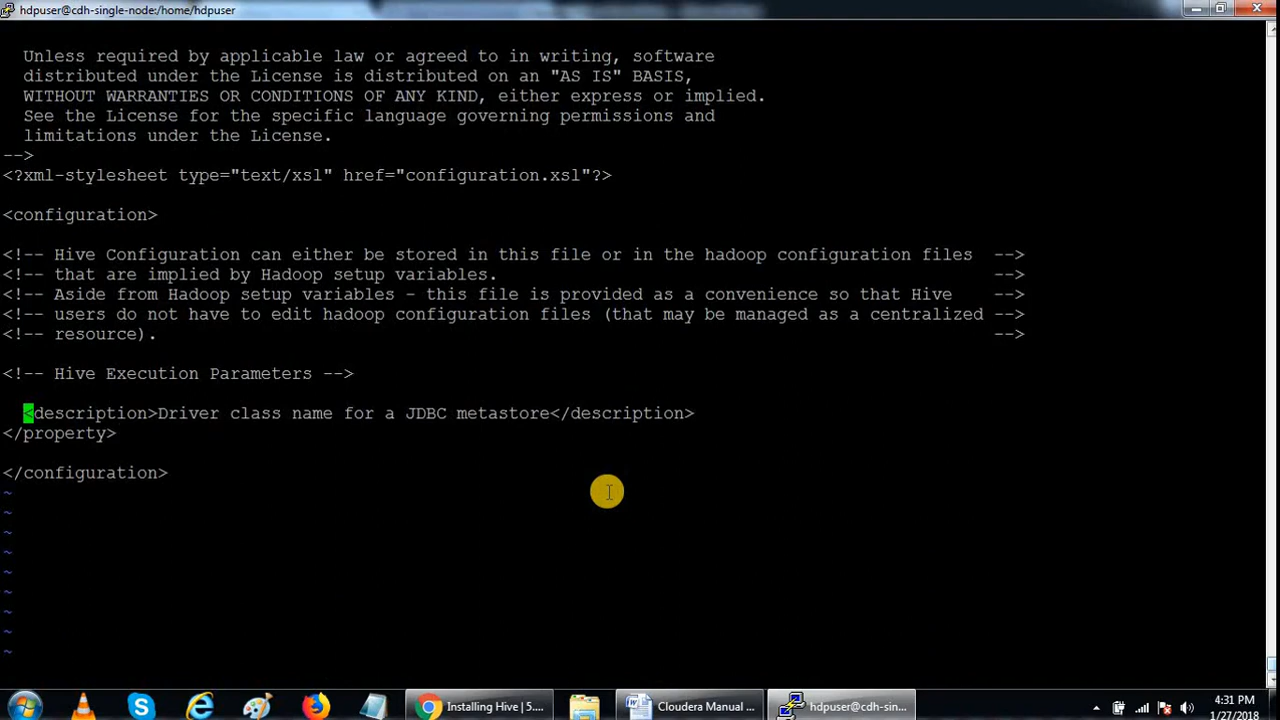 hdpuser@cdh-single-node:/home/hdpuser
Unless required by applicable law or agreed to in writing, software
distributed under the License is distributed on an "AS IS" BASIS,
WITHOUT WARRANTIES OR CONDITIONS OF ANY KIND, either express or implied.
See the License for the specific language governing permissions and
limitations under the License.
-->
<?xml-stylesheet type="text/xsl" href="configuration.xsl"?>
<configuration>
<!-- Hive Configuration can either be stored in this file or in the hadoop configuration files -->
<!-- that are implied by Hadoop setup variables. -->
<!-- Aside from Hadoop setup variables - this file is provided as a convenience so that Hive -->
<!-- users do not have to edit hadoop configuration files (that may be managed as a centralized -->
<!-- resource). -->
<!-- Hive Execution Parameters -->
<description>Driver class name for a JDBC metastore</description>
</property>
</configuration>
~
~
~
~
~
~
~
~
~
Installing Hive | 5....
Cloudera Manual ...
hdpuser@cdh-sin...
4:31 PM
1/27/2018